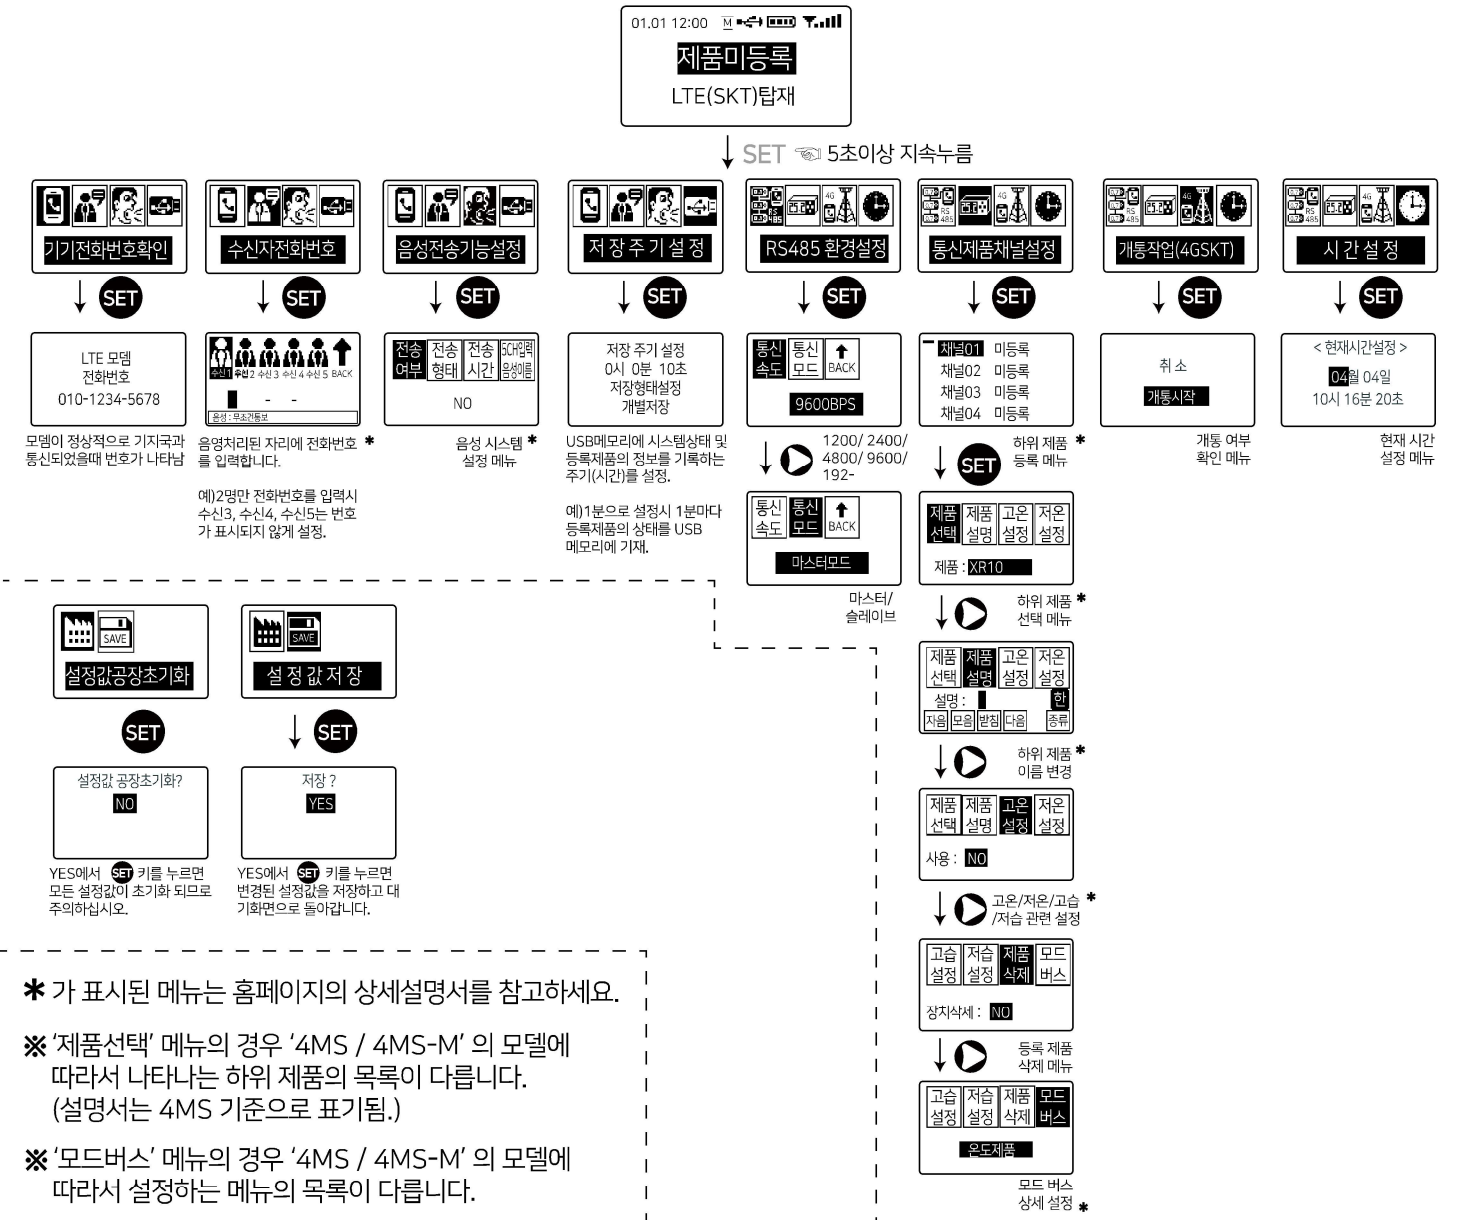 01.01 12:00 M
제품미등록
LTE(SKT)탑재
SET 5초이상 지속누름
기기전화번호확인
SET
LTE 모뎀
전화번호
010-1234-5678
모뎀이 정상적으로 기지국과
통신되었을때 번호가 나타남
수신자전화번호
SET
수신1 수신2 수신3 수신4 수신5 BACK
- -
음성 : 무조건통보
음영처리된 자리에 전화번호 *
를 입력합니다.
예)2명만 전화번호를 입력시
수신3, 수신4, 수신5는 번호
가 표시되지 않게 설정.
음성전송기능설정
SET
전송 전송 전송 5CH입력
여부 형태 시간 음성이름
NO
음성 시스템 *
설정 메뉴
저장주기설정
SET
저장 주기 설정
0시 0분 10초
저장형태설정
개별저장
USB메모리에 시스템상태 및
등록제품의 정보를 기록하는
주기(시간)를 설정.
예)1분으로 설정시 1분마다
등록제품의 상태를 USB
메모리에 기재.
RS 485
RS485 환경설정
SET
통신 통신
속도 모드 BACK
9600BPS
1200/ 2400/
4800/ 9600/
192-
통신 통신
속도 모드 BACK
마스터모드
마스터/
슬레이브
RS 485 4G
통신제품채널설정
SET
채널01 미등록
채널02 미등록
채널03 미등록
채널04 미등록
SET
하위 제품 *
등록 메뉴
제품 제품 고온 저온
선택 설명 설정 설정
제품 : XR10
하위 제품 *
선택 메뉴
제품 제품 고온 저온
선택 설명 설정 설정
설명 : 한
자음 모음 받침 다음 종류
하위 제품 *
이름 변경
제품 제품 고온 저온
선택 설명 설정 설정
사용 : NO
고온/저온/고습 *
/저습 관련 설정
고습 저습 제품 모드
설정 설정 삭제 버스
장치삭세 : NO
등록 제품
삭제 메뉴
고습 저습 제품 모드
설정 설정 삭제 버스
온도제품
모드 버스
상세 설정 *
RS 485 4G
개통작업(4GSKT)
SET
취 소
개통시작
개통 여부
확인 메뉴
RS 485 4G
시간설정
SET
< 현재시간설정 >
04월 04일
10시 16분 20초
현재 시간
설정 메뉴
SAVE
설정값공장초기화
SET
설정값 공장초기화?
NO
YES에서 SET 키를 누르면
모든 설정값이 초기화 되므로
주의하십시오.
SAVE
설정값저장
SET
저장 ?
YES
YES에서 SET 키를 누르면
변경된 설정값을 저장하고 대
기화면으로 돌아갑니다.
* 가 표시된 메뉴는 홈페이지의 상세설명서를 참고하세요.
※ '제품선택' 메뉴의 경우 '4MS / 4MS-M' 의 모델에
따라서 나타나는 하위 제품의 목록이 다릅니다.
(설명서는 4MS 기준으로 표기됨.)
※ '모드버스' 메뉴의 경우 '4MS / 4MS-M' 의 모델에
따라서 설정하는 메뉴의 목록이 다릅니다.